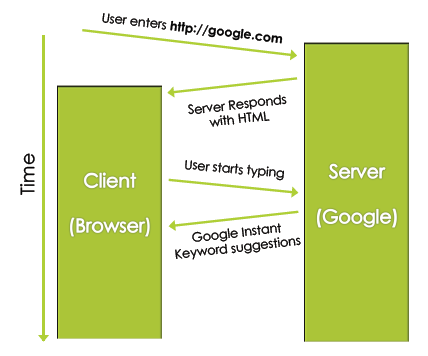 User enters http://google.com
Server Responds
with HTML
Time
Client
(Browser)
User starts typing
Server
(Google)
Google Instant
Keyword suggestions